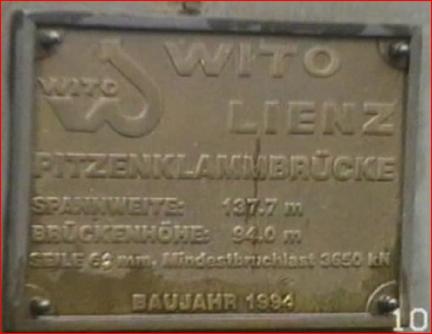 WITO
WITO
LIENZ
PITZENKLAMMBRÜCKE
SPANNWEITE: 137.7 m
BRÜCKENHÖHE: 94.0 m
SEILE mm, Mindestbruchlast 3650 kN
BAUJAHR 1994
10